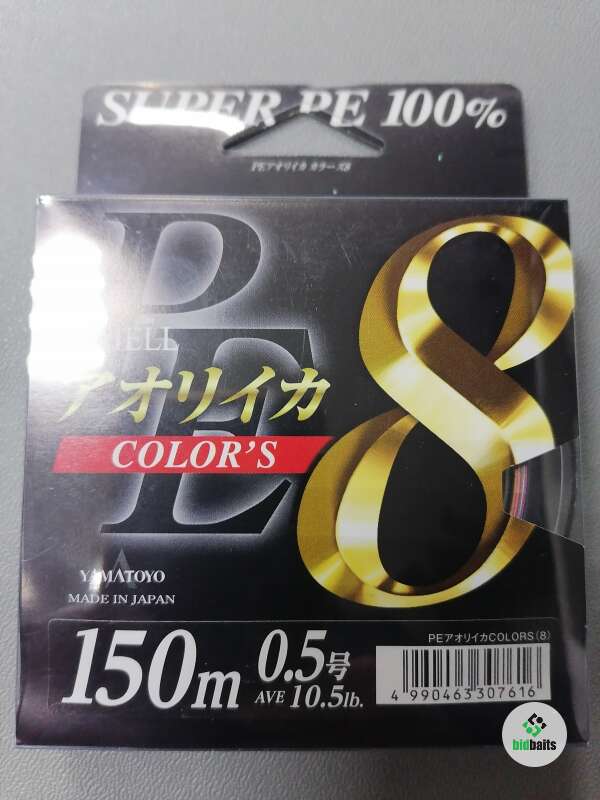 SUPER PE 100%
PEアオリイカ カラーズ8
PE
8
アオリイカ
COLOR'S
YAMATOYO
MADE IN JAPAN
PEアオリイカCOLORS(8)
150m 0.5号
AVE 10.5lb.
4 990463 307616
bidbaits